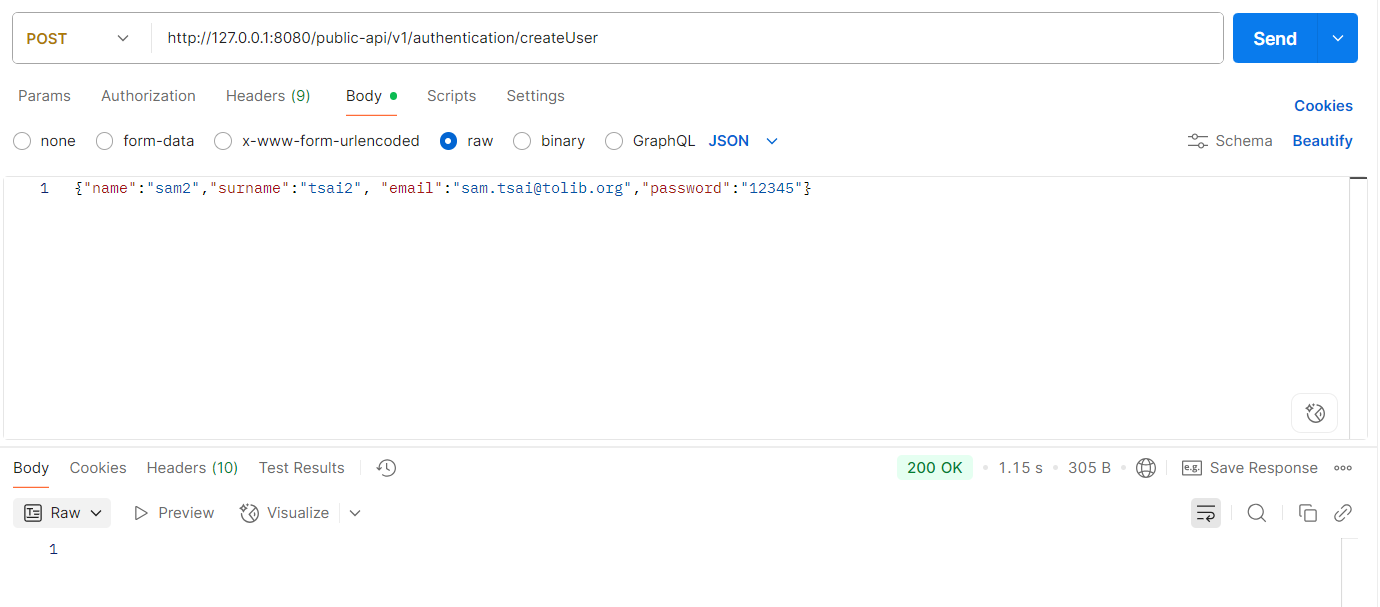 POST http://127.0.0.1:8080/public-api/v1/authentication/createUser Send
Params Authorization Headers (9) Body Scripts Settings Cookies
none form-data x-www-form-urlencoded raw binary GraphQL JSON Schema Beautify
1 {"name":"sam2","surname":"tsai2", "email":"sam.tsai@tolib.org","password":"12345"}
Body Cookies Headers (10) Test Results 200 OK 1.15 s 305 B e.g. Save Response
Raw Preview Visualize
1